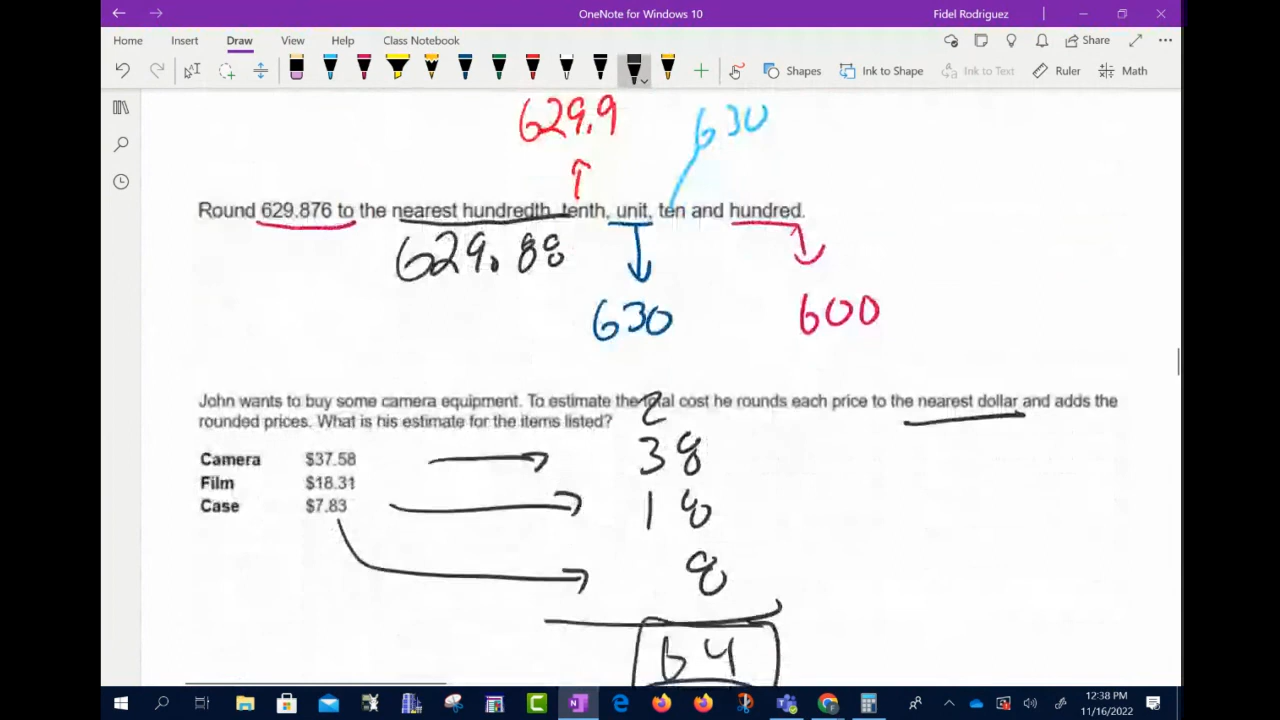 OneNote for Windows 10
Fidel Rodriguez
Home Insert Draw View Help Class Notebook
Share
Shapes Ink to Shape Ink to Text Ruler Math
629.9
630
Round 629.876 to the nearest hundredth, tenth, unit, ten and hundred.
629.88
630
600
John wants to buy some camera equipment. To estimate the total cost he rounds each price to the nearest dollar and adds the
rounded prices. What is his estimate for the items listed?
2
Camera $37.58 38
Film $18.31 18
Case $7.83 8
64
12:38 PM
11/16/2022